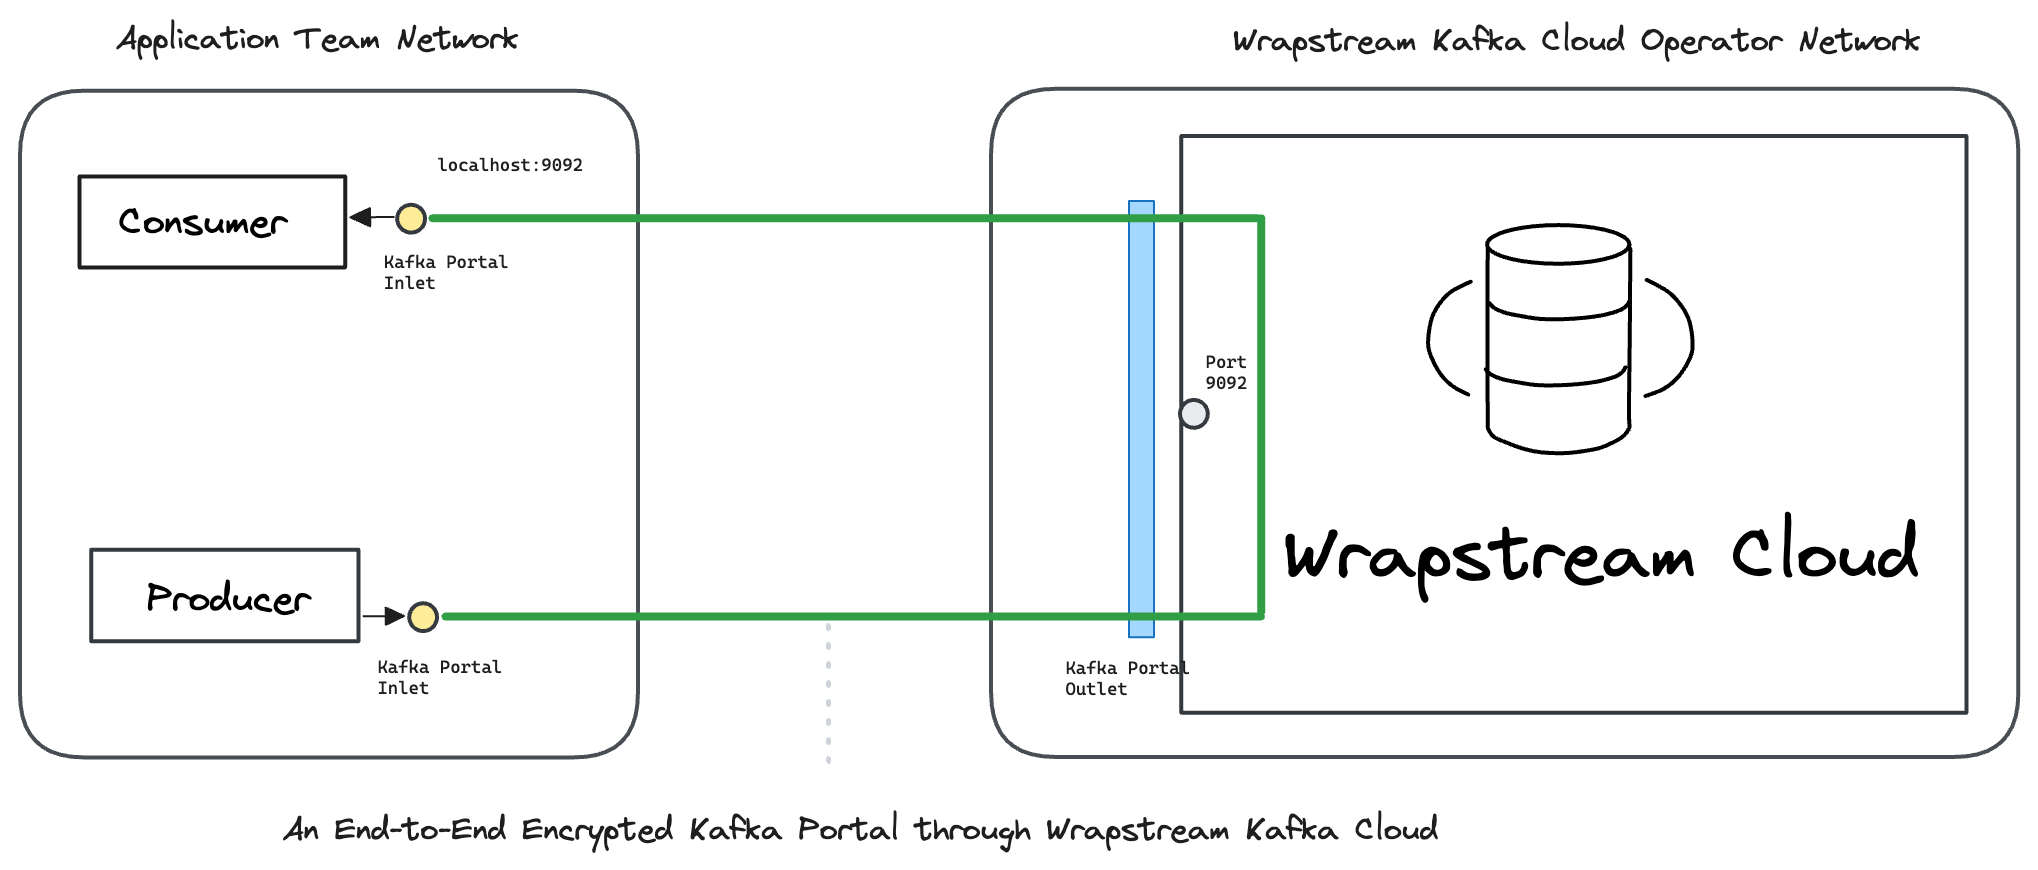 Application Team Network
Wrapstream Kafka Cloud Operator Network
localhost:9092
Consumer
Kafka Portal
Inlet
Port
9092
Wrapstream Cloud
Producer
Kafka Portal
Inlet
Kafka Portal
Outlet
An End-to-End Encrypted Kafka Portal through Wrapstream Kafka Cloud